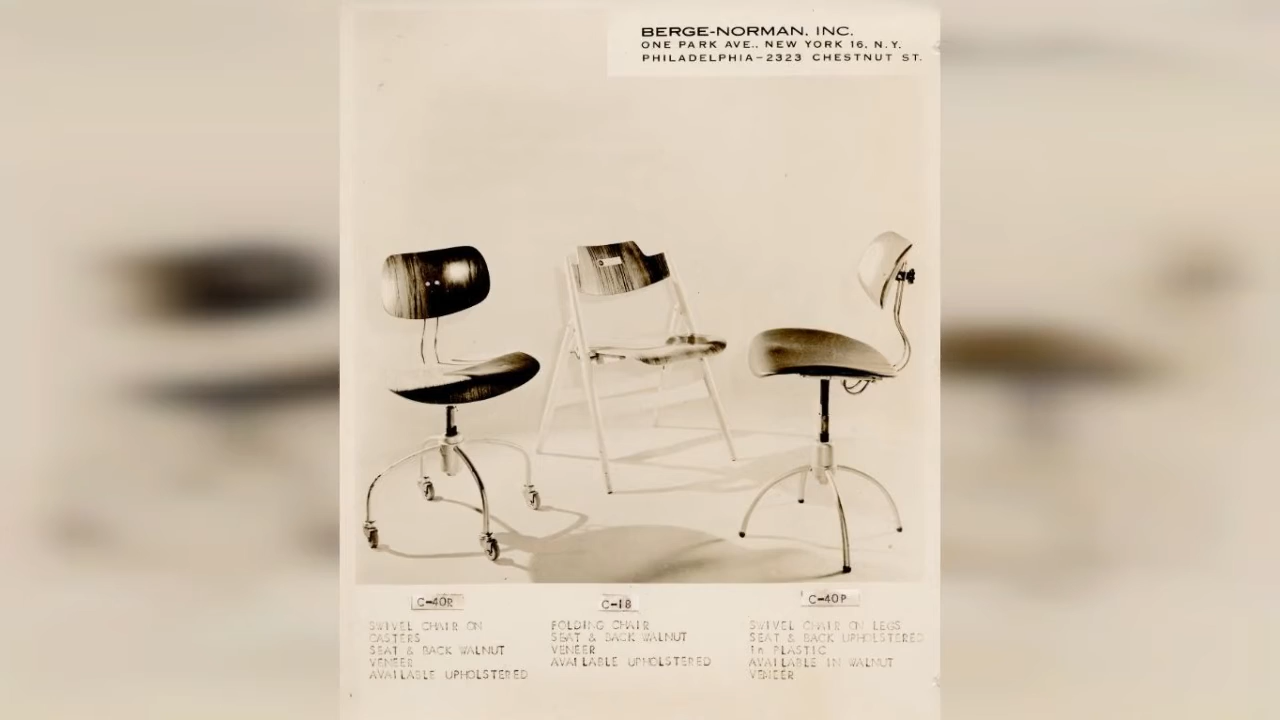 BERGE-NORMAN, INC.
ONE PARK AVE., NEW YORK 16, N.Y.
PHILADELPHIA-2323 CHESTNUT ST.
C-40R
SWIVEL CHAIR ON
CASTERS
SEAT & BACK WALNUT
VENEER
AVAILABLE UPHOLSTERED
C-18
FOLDING CHAIR
SEAT & BACK WALNUT
VENEER
AVAILABLE UPHOLSTERED
C-40P
SWIVEL CHAIR ON LEGS
SEAT & BACK UPHOLSTERED
in PLASTIC
AVAILABLE IN WALNUT
VENEER